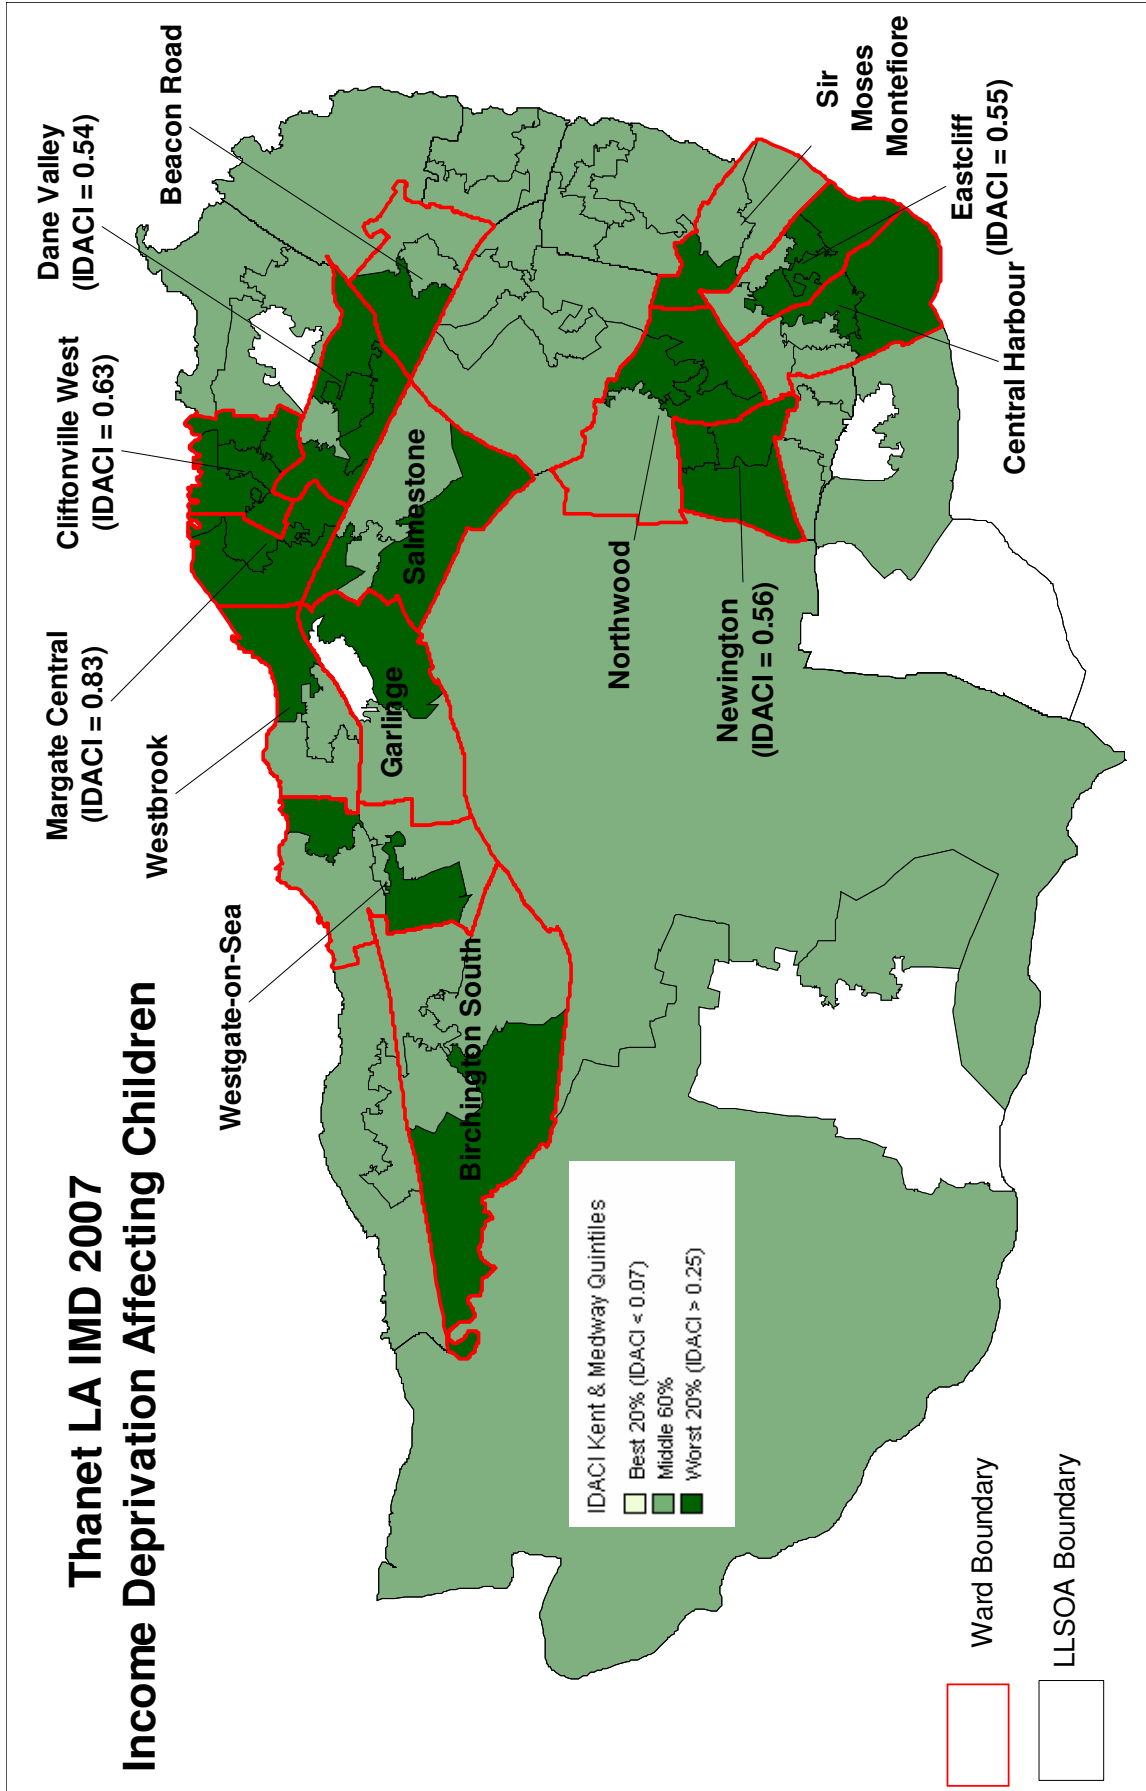 Thanet LA IMD 2007
Income Deprivation Affecting Children
Westgate-on-Sea
Westbrook
Margate Central
(IDACI = 0.83)
Cliftonville West
(IDACI = 0.63)
Dane Valley
(IDACI = 0.54)
Beacon Road
Birchington South
Garlinge
Salmestone
Northwood
Newington
(IDACI = 0.56)
Central Harbour
Eastcliff
(IDACI = 0.55)
Sir
Moses
Montefiore
IDACI Kent & Medway Quintiles
Best 20% (IDACI < 0.07)
Middle 60%
Worst 20% (IDACI > 0.25)
Ward Boundary
LLSOA Boundary